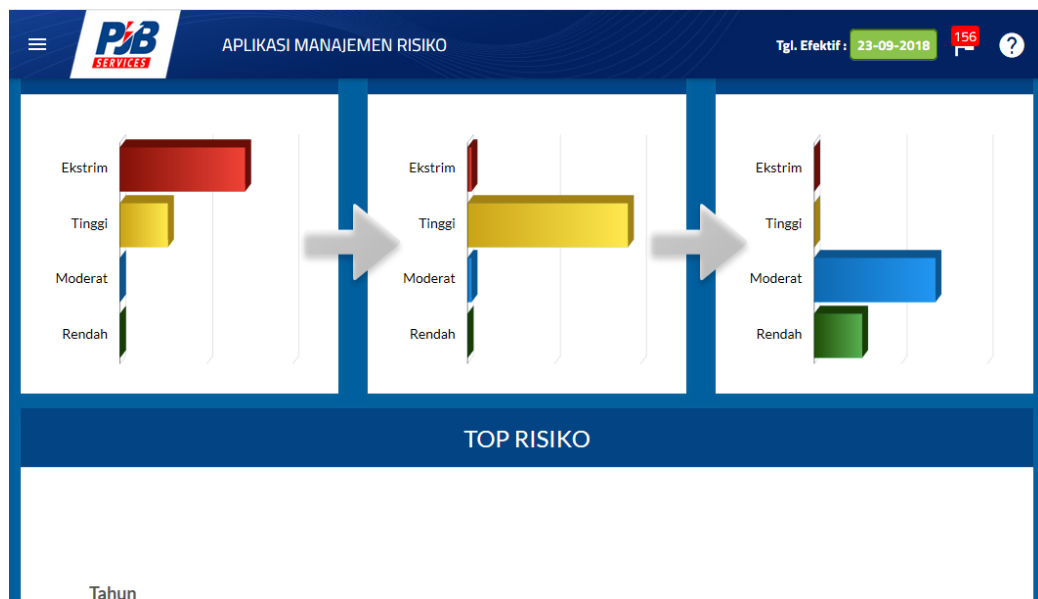 PJB
SERVICES
APLIKASI MANAJEMEN RISIKO
Tgl. Efektif : 23-09-2018
156
?
Ekstrim
Tinggi
Moderat
Rendah
Ekstrim
Tinggi
Moderat
Rendah
Ekstrim
Tinggi
Moderat
Rendah
TOP RISIKO
Tahun